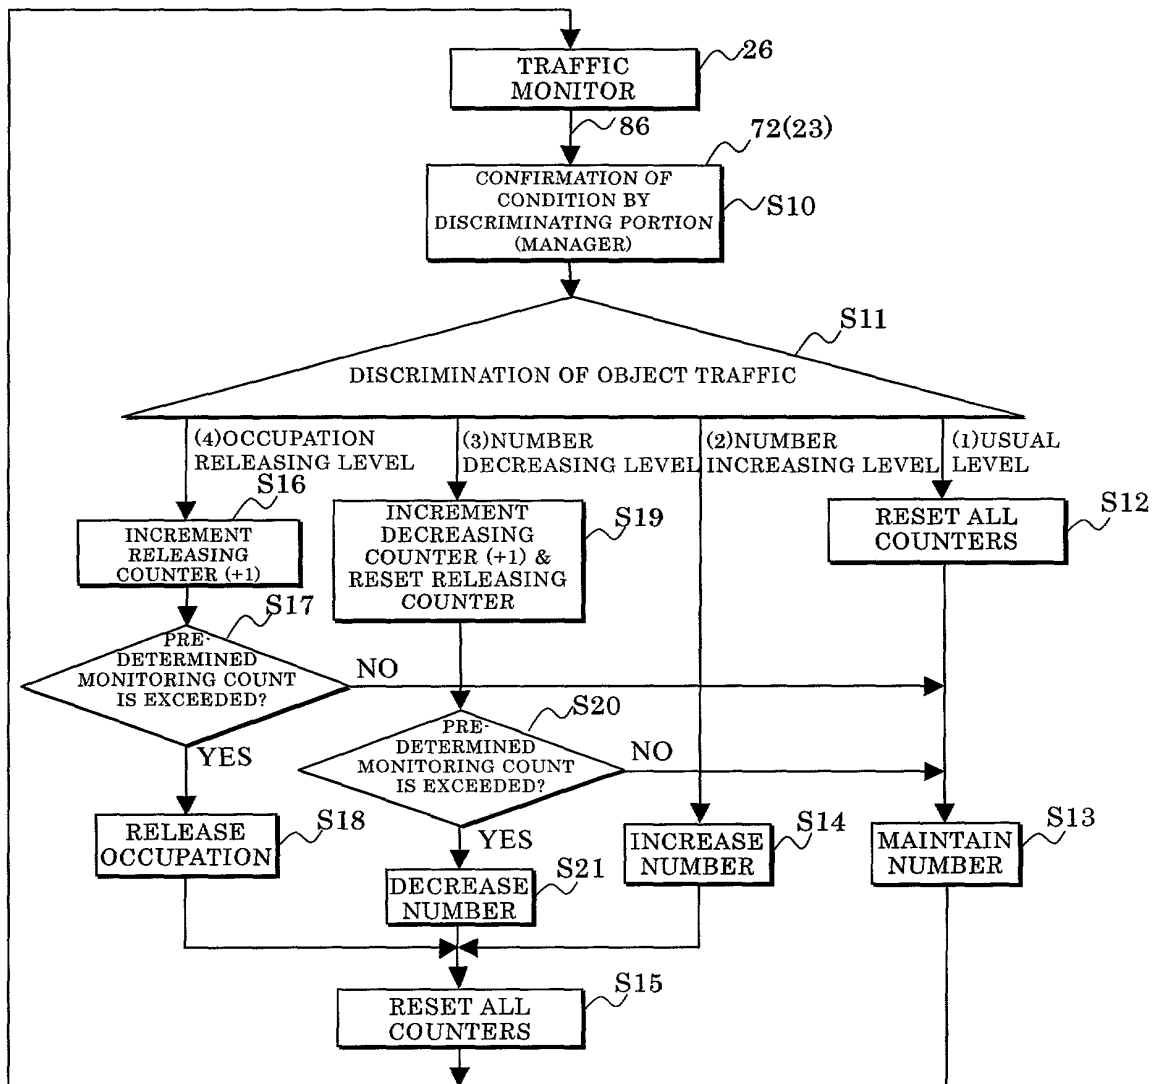 TRAFFIC
MONITOR
26
86
72(23)
CONFIRMATION OF
CONDITION BY
DISCRIMINATING PORTION
(MANAGER)
S10
S11
DISCRIMINATION OF OBJECT TRAFFIC
(4)OCCUPATION
RELEASING LEVEL
(3)NUMBER
DECREASING LEVEL
(2)NUMBER
INCREASING LEVEL
(1)USUAL
LEVEL
S16
INCREMENT
RELEASING
COUNTER (+1)
INCREMENT
DECREASING
COUNTER (+1) &
RESET RELEASING
COUNTER
S19
RESET ALL
COUNTERS
S12
S17
PRE-
DETERMINED
MONITORING COUNT
IS EXCEEDED?
NO
YES
S20
PRE-
DETERMINED
MONITORING COUNT
IS EXCEEDED?
NO
YES
RELEASE
OCCUPATION
S18
DECREASE
NUMBER
S21
INCREASE
NUMBER
S14
MAINTAIN
NUMBER
S13
RESET ALL
COUNTERS
S15